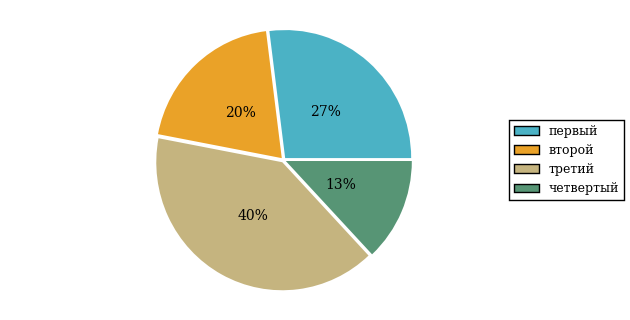 27%
20%
13%
40%
первый
второй
третий
четвертый